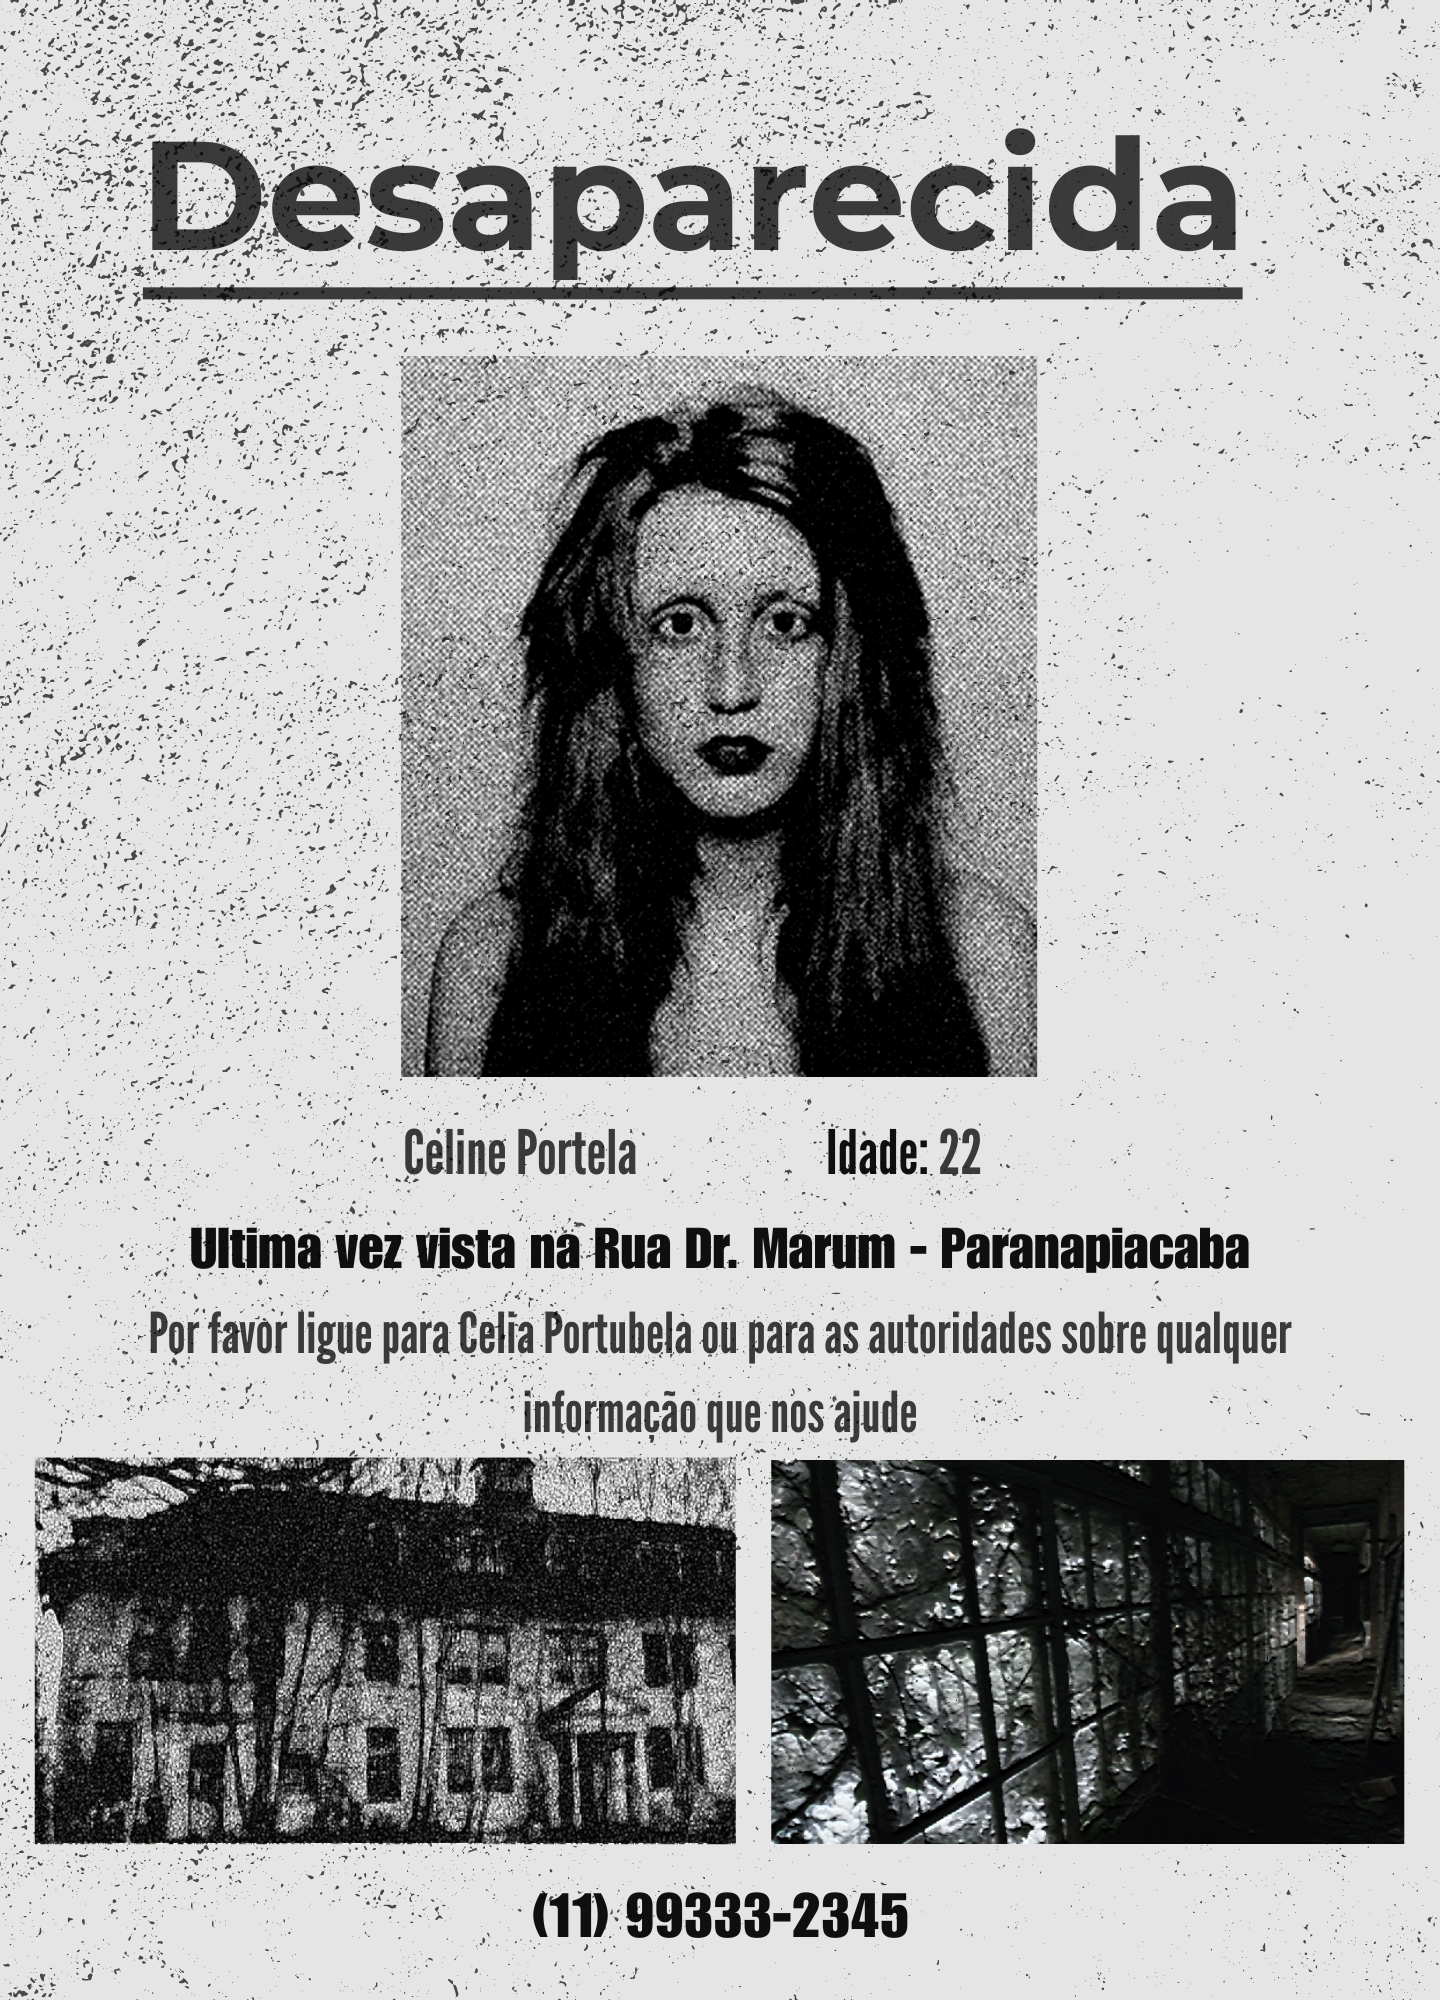 Desaparecida
Celine Portela Idade: 22
Ultima vez vista na Rua Dr. Marum - Paranapiacaba
Por favor ligue para Celia Portubela ou para as autoridades sobre qualquer
informação que nos ajude
(11) 99333-2345